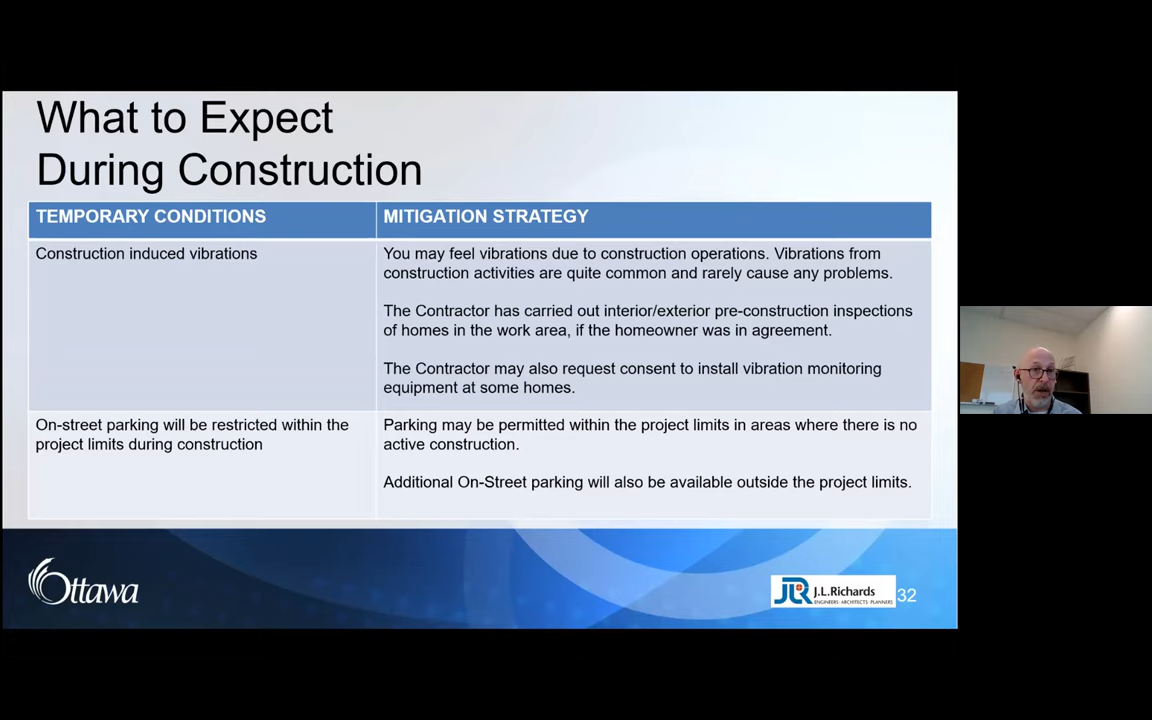 What to Expect
During Construction
TEMPORARY CONDITIONS
MITIGATION STRATEGY
Construction induced vibrations
You may feel vibrations due to construction operations. Vibrations from
construction activities are quite common and rarely cause any problems.
The Contractor has carried out interior/exterior pre-construction inspections
of homes in the work area, if the homeowner was in agreement.
The Contractor may also request consent to install vibration monitoring
equipment at some homes.
On-street parking will be restricted within the
project limits during construction
Parking may be permitted within the project limits in areas where there is no
active construction.
Additional On-Street parking will also be available outside the project limits.
Ottawa
JLR J.L.Richards
ENGINEERS · ARCHITECTS · PLANNERS
32